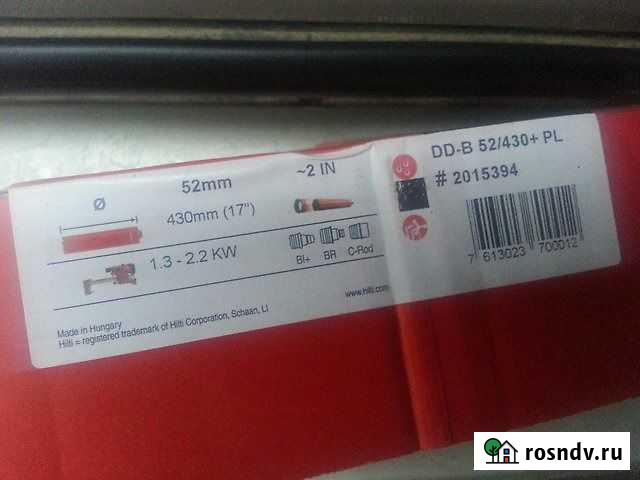 Ø
52mm
~2 IN
430mm (17")
1.3 - 2.2 KW
BI+
BR
C-Rod
Made in Hungary
Hilti = registered trademark of Hilti Corporation, Schaan, LI
www.hilti.com
DD-B 52/430+ PL
# 2015394
7 613023 700012
rosndv.ru